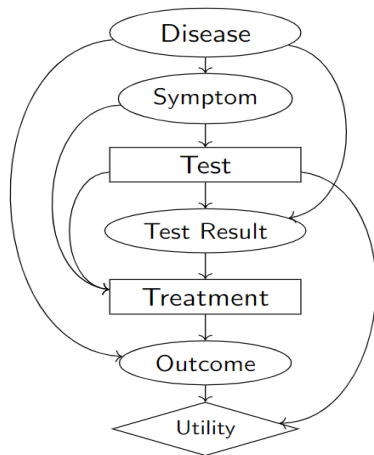 Disease
Symptom
Test
Test Result
Treatment
Outcome
Utility